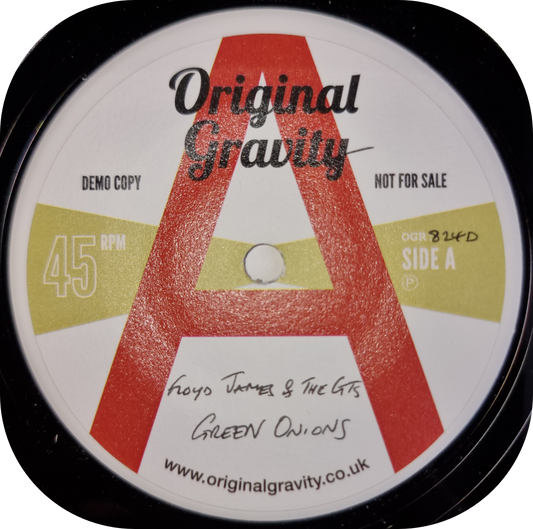 Original
Gravity
DEMO COPY
NOT FOR SALE
45 RPM
OGR 824D
SIDE A
℗
Floyd James & The GTs
Green Onions
www.originalgravity.co.uk